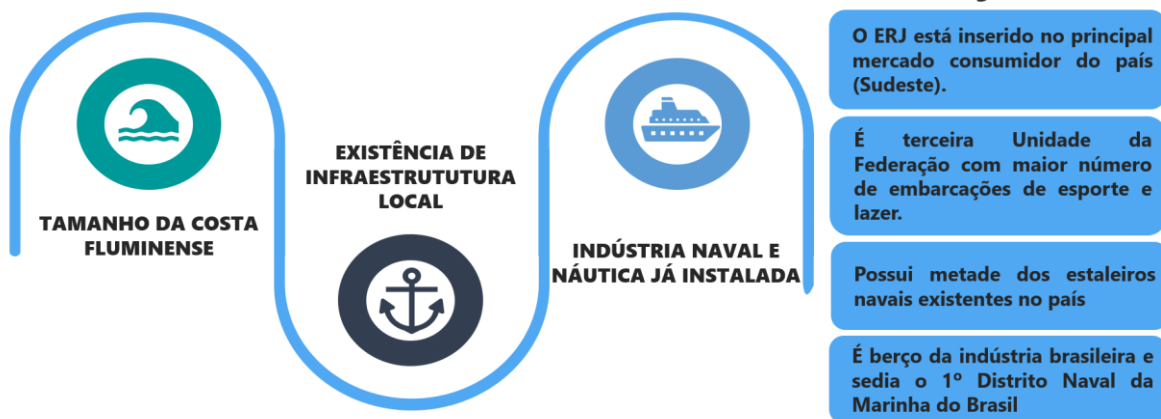 TAMANHO DA COSTA
FLUMINENSE
EXISTÊNCIA DE
INFRAESTRUTUTURA
LOCAL
INDÚSTRIA NAVAL E
NÁUTICA JÁ INSTALADA
O ERJ está inserido no principal
mercado consumidor do país
(Sudeste).
É terceira Unidade da
Federação com maior número
de embarcações de esporte e
lazer.
Possui metade dos estaleiros
navais existentes no país
É berço da indústria brasileira e
sedia o 1º Distrito Naval da
Marinha do Brasil